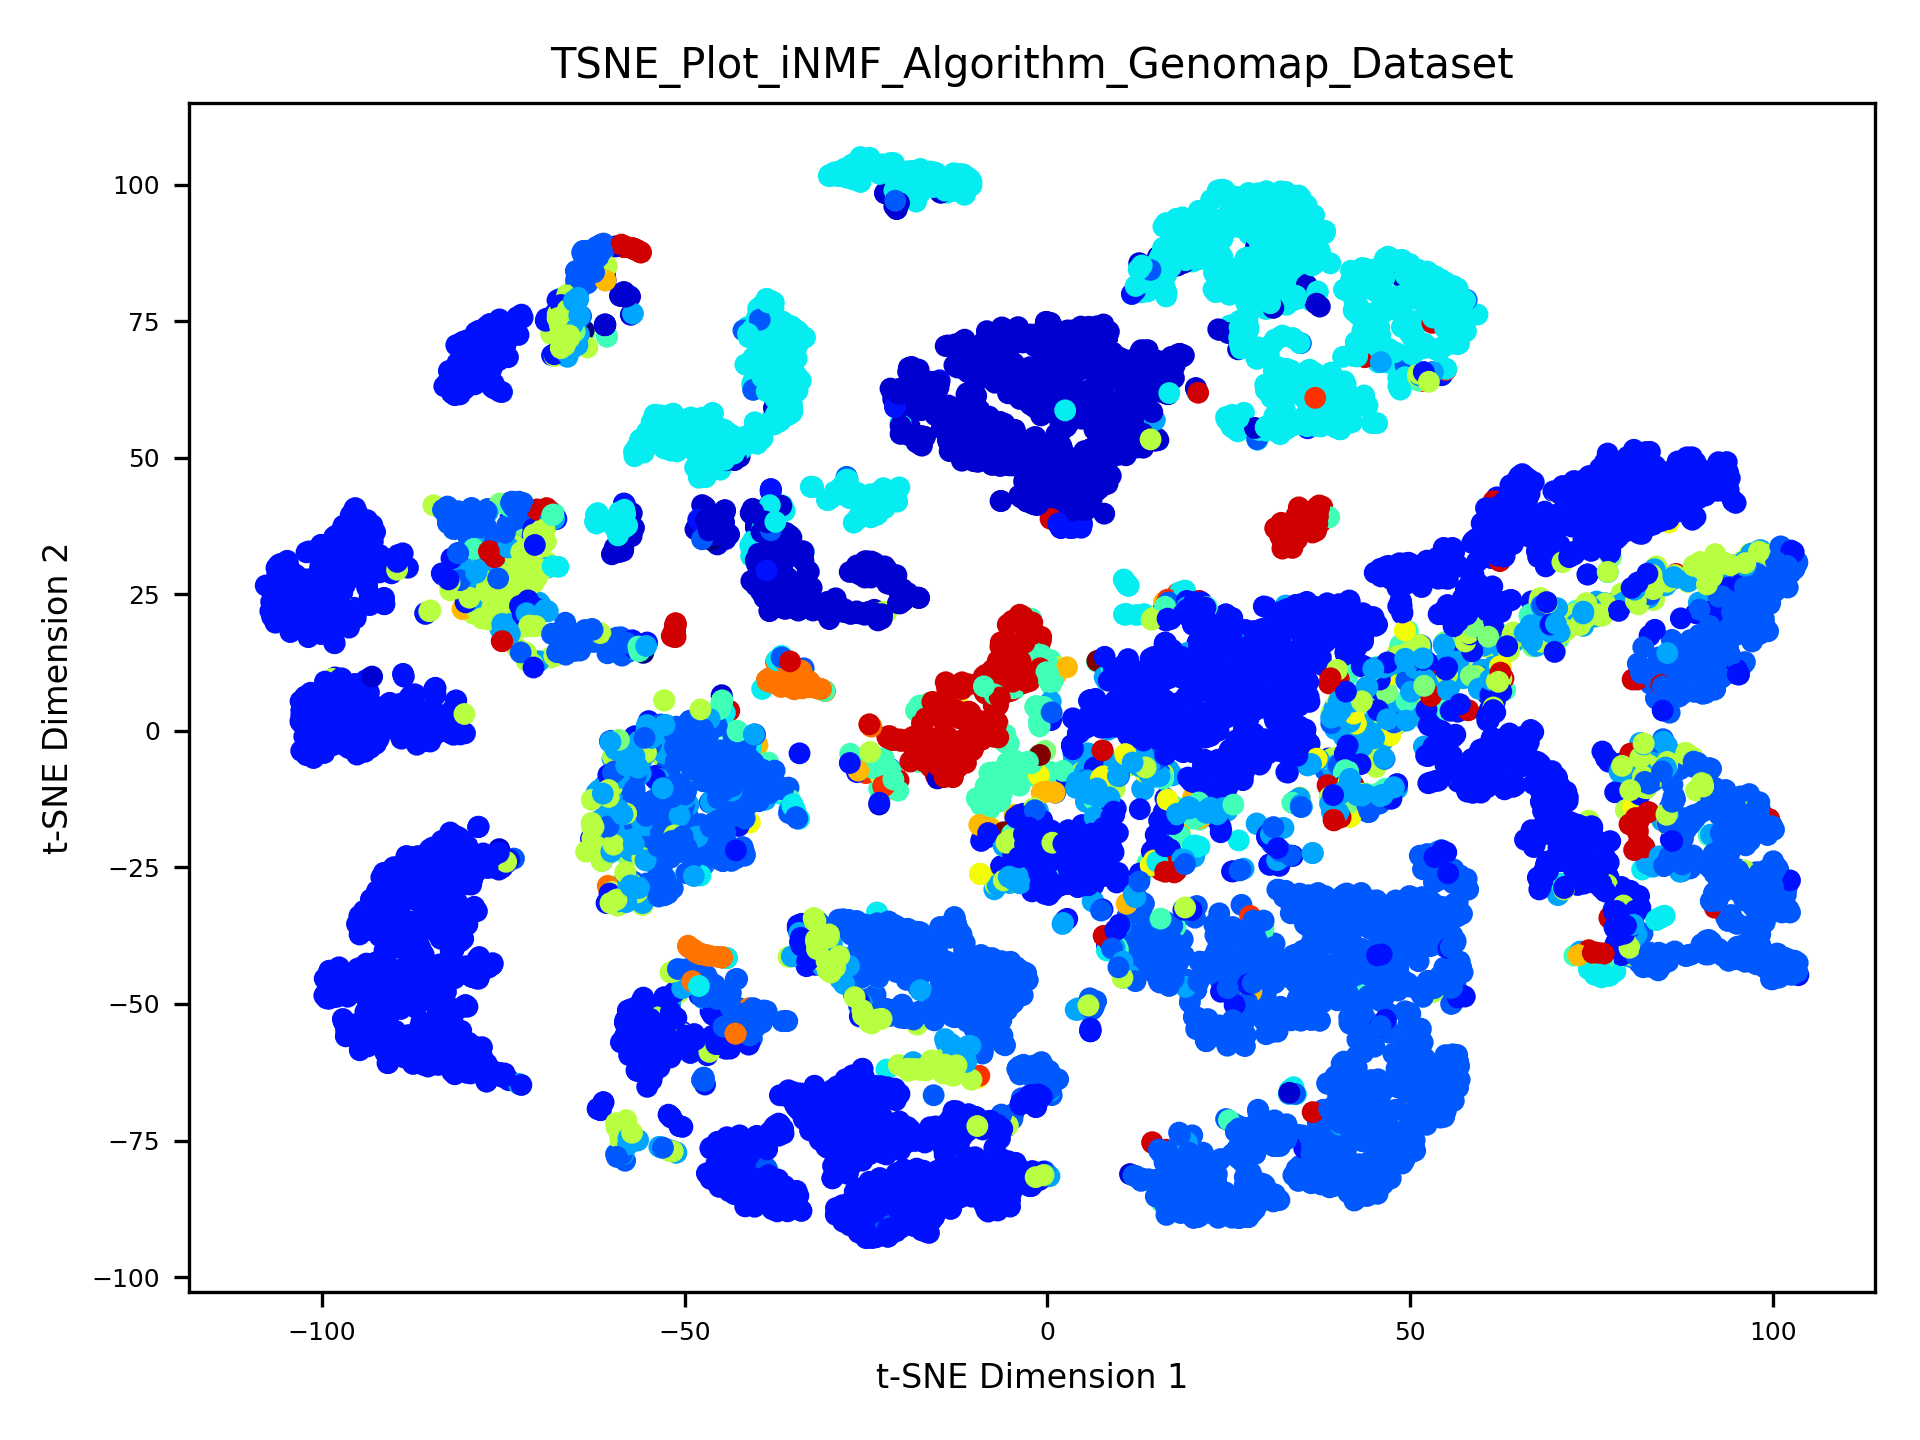 TSNE_Plot_iNMF_Algorithm_Genomap_Dataset
100
75
50
25
0
−25
−50
−75
−100
t-SNE Dimension 2
−100 −50 0 50 100
t-SNE Dimension 1